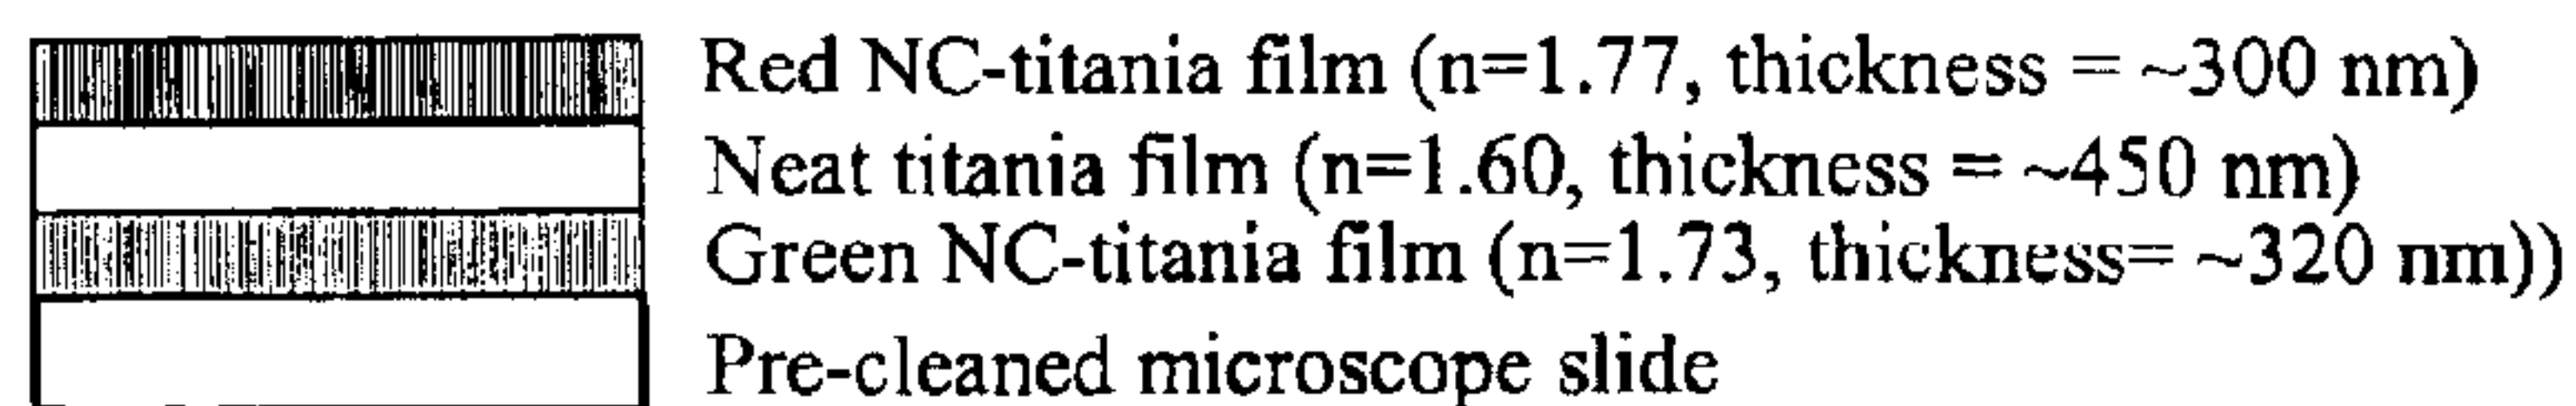 Red NC-titania film (n=1.77, thickness = ~300 nm)
Neat titania film (n=1.60, thickness = ~450 nm)
Green NC-titania film (n=1.73, thickness= ~320 nm))
Pre-cleaned microscope slide